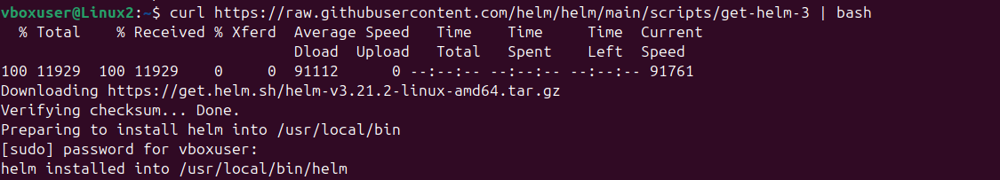 vboxuser@Linux2:~$ curl https://raw.githubusercontent.com/helm/helm/main/scripts/get-helm-3 | bash
  % Total    % Received % Xferd  Average Speed   Time    Time     Time  Current
                                 Dload  Upload   Total   Spent    Left  Speed
100 11929  100 11929    0     0  91112      0 --:--:-- --:--:-- --:--:-- 91761
Downloading https://get.helm.sh/helm-v3.21.2-linux-amd64.tar.gz
Verifying checksum... Done.
Preparing to install helm into /usr/local/bin
[sudo] password for vboxuser:
helm installed into /usr/local/bin/helm